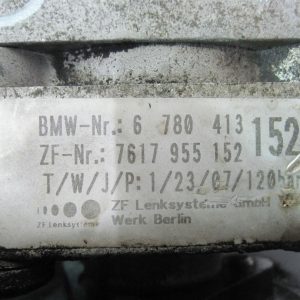 BMW-Nr.: 6 780 413
152
ZF-Nr.: 7617 955 152
T/W/J/P: 1/23/07/120bar
ZF Lenksysteme GmbH
ZF Lenksysteme
Werk Berlin